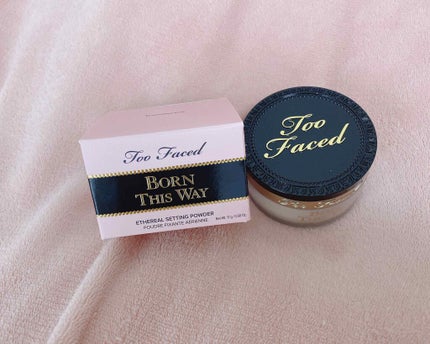 Too Faced
BORN
THIS WAY
ETHEREAL SETTING POWDER
POUDRE FIXANTE AÉRIENNE
Too
Faced